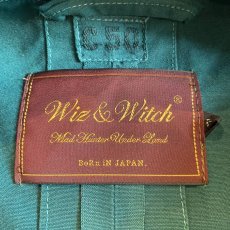 Wiz & Witch®
Mad Hunter Under Land
BoRn iN JAPAN.